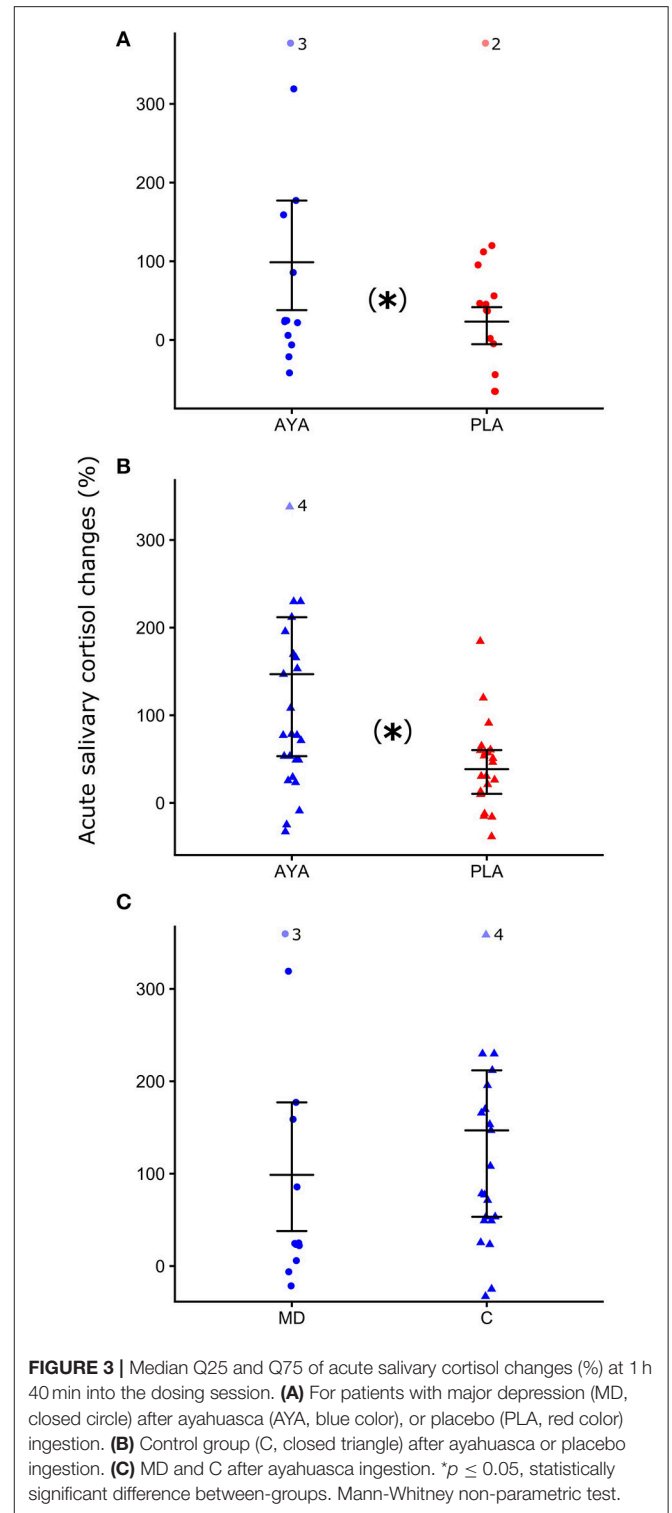 A
3
2
300
200
100
0
(*)
AYA
PLA
Acute salivary cortisol changes (%)
B
4
300
200
100
0
(*)
AYA
PLA
C
3
4
300
200
100
0
MD
C
FIGURE 3 | Median Q25 and Q75 of acute salivary cortisol changes (%) at 1 h
40 min into the dosing session. (A) For patients with major depression (MD,
closed circle) after ayahuasca (AYA, blue color), or placebo (PLA, red color)
ingestion. (B) Control group (C, closed triangle) after ayahuasca or placebo
ingestion. (C) MD and C after ayahuasca ingestion. *p ≤ 0.05, statistically
significant difference between-groups. Mann-Whitney non-parametric test.